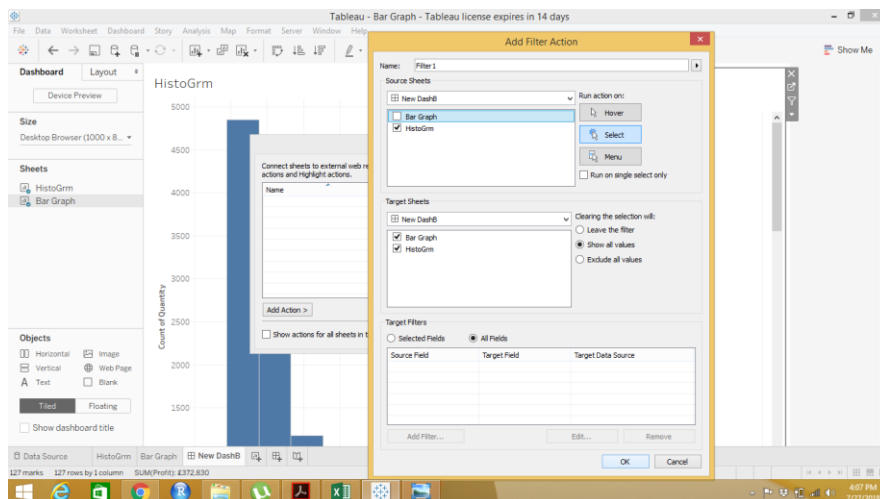 Tableau - Bar Graph - Tableau license expires in 14 days
File Data Worksheet Dashboard Story Analysis Map Format Server Window Help
Show Me
Dashboard Layout
Device Preview
Size
Desktop Browser (1000 x 8...
Sheets
HistoGrm
Bar Graph
Objects
Horizontal Image
Vertical Web Page
A Text Blank
Tiled Floating
Show dashboard title
HistoGrm
5000
4500
4000
3500
3000
2500
2000
1500
Count of Quantity
Connect sheets to external web re
actions and Highlight actions.
Name
Add Action >
Show actions for all sheets in t
Add Filter Action
Name: Filter1
Source Sheets
New DashB
Bar Graph
HistoGrm
Run action on:
Hover
Select
Menu
Run on single select only
Target Sheets
New DashB
Bar Graph
HistoGrm
Clearing the selection will:
Leave the filter
Show all values
Exclude all values
Target Filters
Selected Fields All Fields
Source Field Target Field Target Data Source
Add Filter... Edit... Remove
OK Cancel
Data Source HistoGrm Bar Graph New DashB
127 marks 127 rows by 1 column SUM(Profit): £372,830
4:07 PM